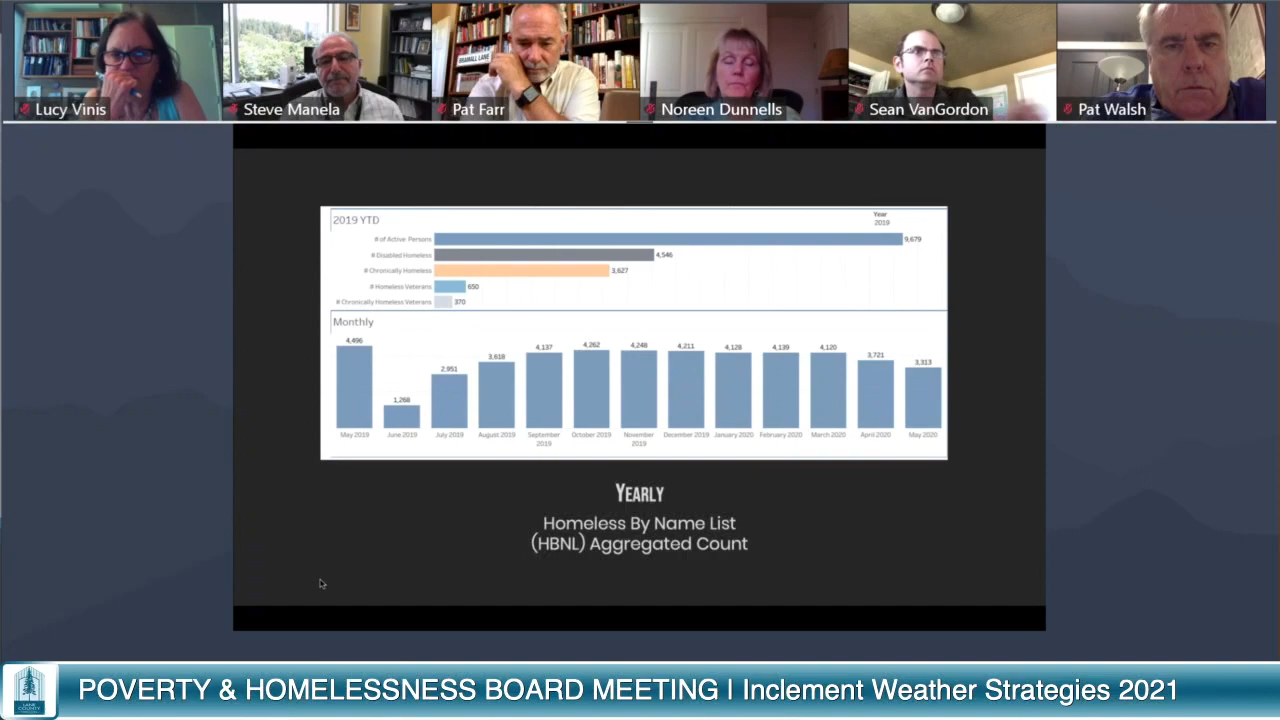 BRAMALL LANE
Lucy Vinis
Steve Manela
Pat Farr
Noreen Dunnells
Sean VanGordon
Pat Walsh
2019 YTD
Year
2019
# of Active Persons
9,679
# Disabled Homeless
4,546
# Chronically Homeless
3,627
# Homeless Veterans
650
# Chronically Homeless Veterans
370
Monthly
4,496
1,268
2,951
3,618
4,137
4,262
4,248
4,211
4,128
4,139
4,120
3,721
3,313
May 2019
June 2019
July 2019
August 2019
September
2019
October 2019
November
2019
December 2019
January 2020
February 2020
March 2020
April 2020
May 2020
YEARLY
Homeless By Name List
(HBNL) Aggregated Count
LANE
COUNTY
POVERTY & HOMELESSNESS BOARD MEETING | Inclement Weather Strategies 2021